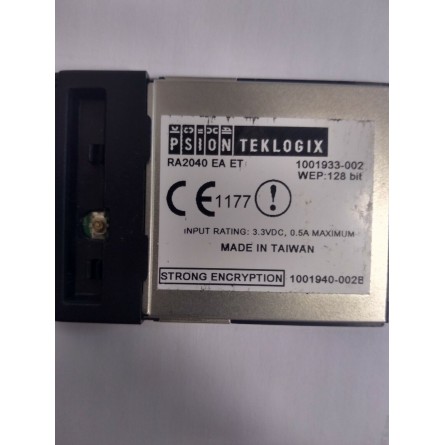 PSION TEKLOGIX
RA2040 EA ET 1001933-002
WEP:128 bit
CE 1177 !
INPUT RATING: 3.3VDC, 0.5A MAXIMUM
MADE IN TAIWAN
STRONG ENCRYPTION 1001940-002B